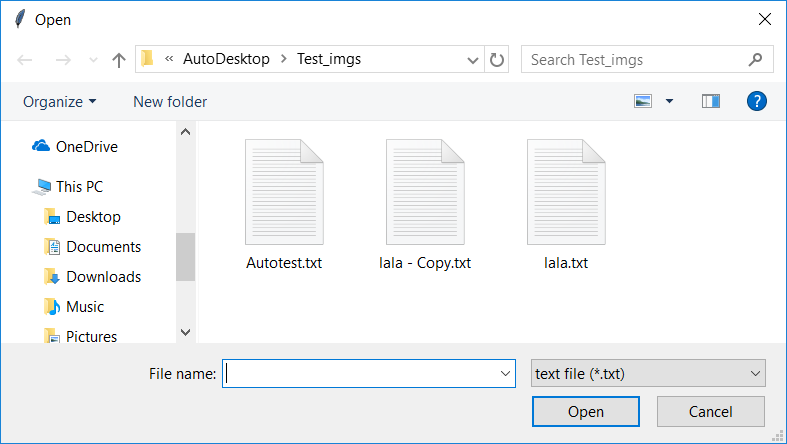 Open
« AutoDesktop > Test_imgs
Search Test_imgs
Organize
New folder
?
OneDrive
This PC
Desktop
Documents
Downloads
Music
Pictures
Autotest.txt
lala - Copy.txt
lala.txt
File name:
text file (*.txt)
Open
Cancel